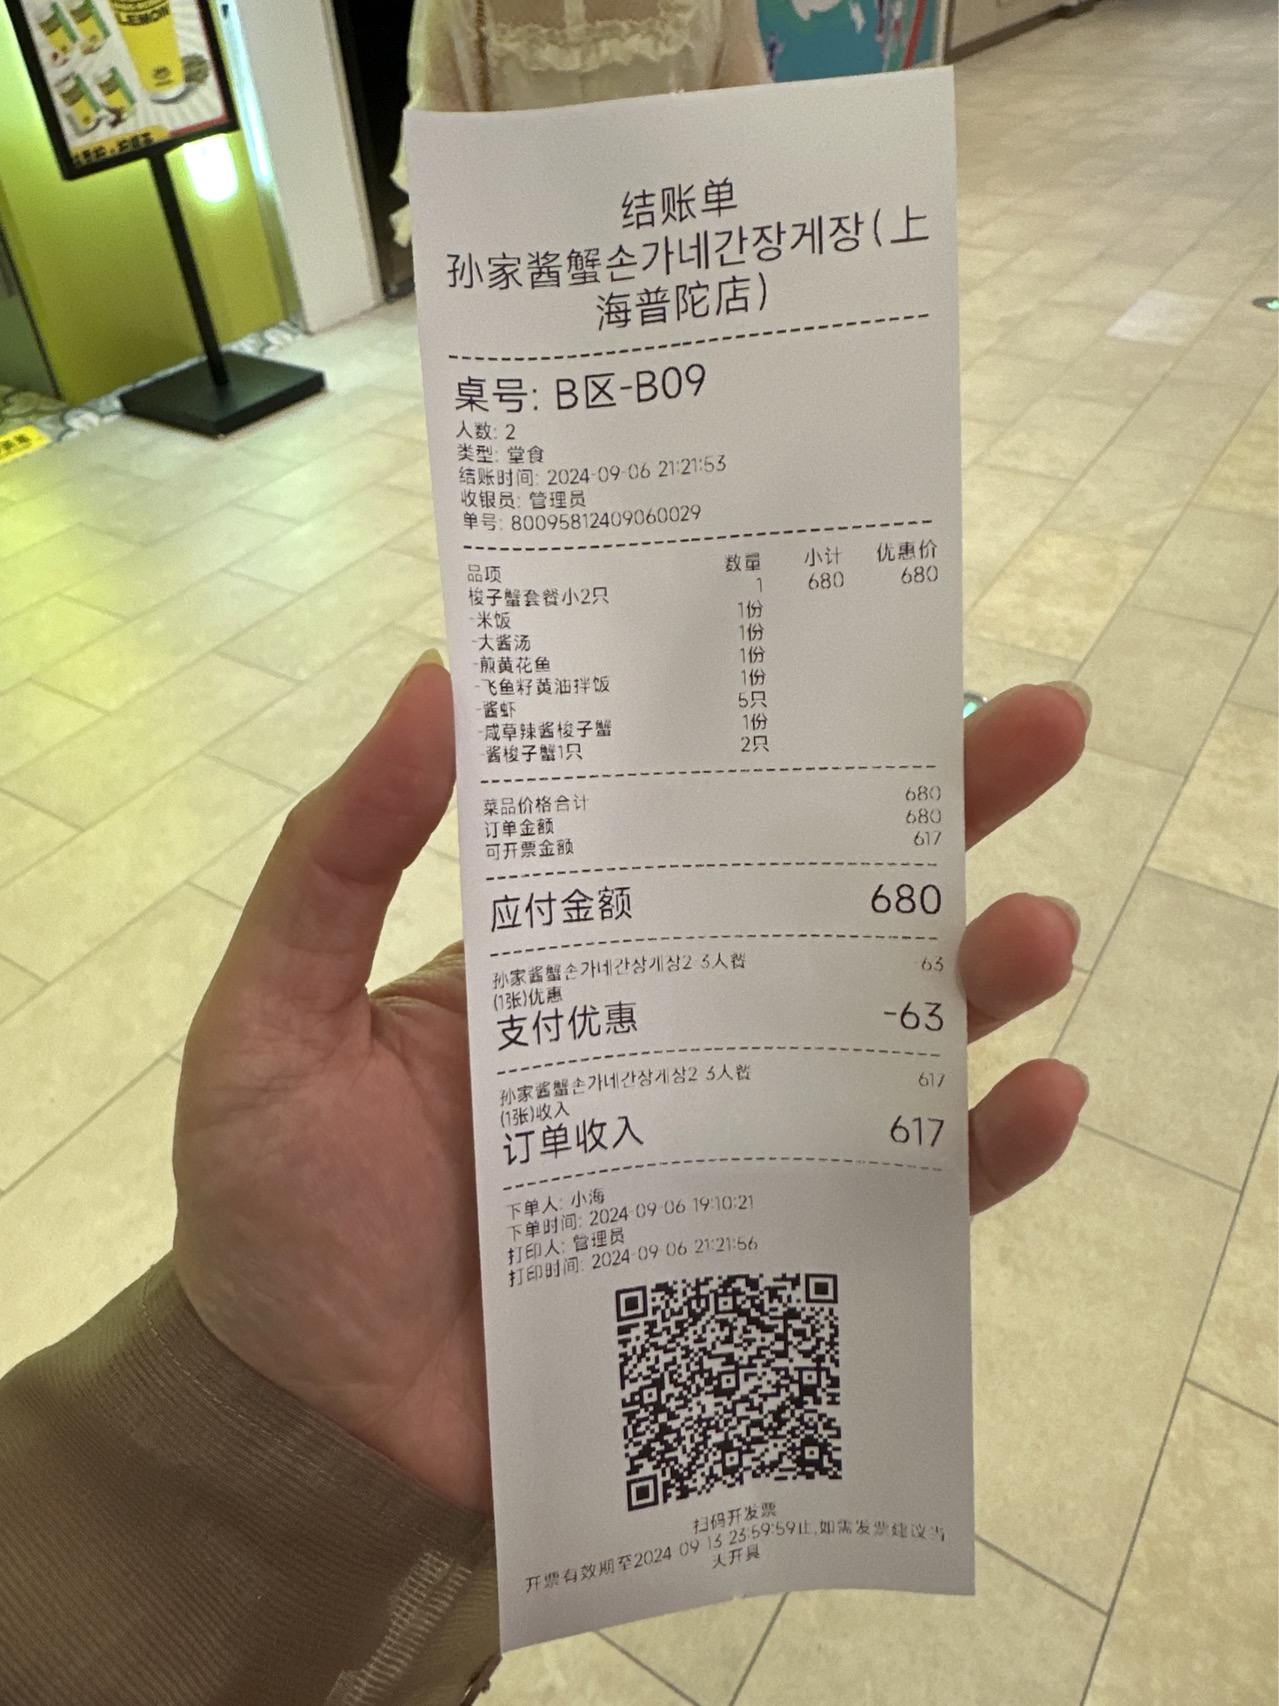 LEMON
结账单
孙家酱蟹손가네간장게장(上
海普陀店)
桌号: B区-B09
人数: 2
类型: 堂食
结账时间: 2024-09-06 21:21:53
收银员: 管理员
单号: 80095812409060029
品项 数量 小计 优惠价
梭子蟹套餐小2只 1 680 680
-米饭 1份
-大酱汤 1份
-煎黄花鱼 1份
-飞鱼籽黄油拌饭 1份
-酱虾 5只
-咸草辣酱梭子蟹 1份
-酱梭子蟹1只 2只
菜品价格合计 680
订单金额 680
可开票金额 617
应付金额 680
孙家酱蟹손가네간장게장2-3人餐 -63
(1张)优惠
支付优惠 -63
孙家酱蟹손가네간장게장2-3人餐 617
(1张)收入
订单收入 617
下单人: 小海
下单时间: 2024-09-06 19:10:21
打印人: 管理员
打印时间: 2024-09-06 21:21:56
扫码开发票
开票有效期至2024-09-13 23:59:59止,如需发票建议当
天开具